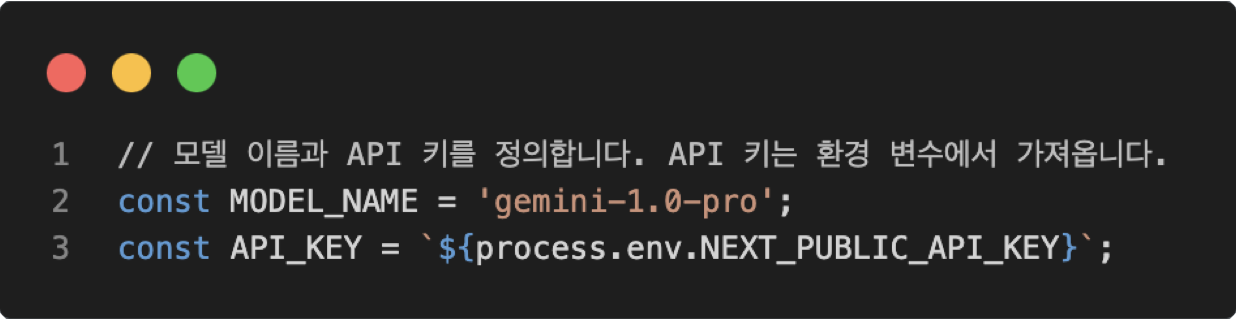 1 // 모델 이름과 API 키를 정의합니다. API 키는 환경 변수에서 가져옵니다.
2 const MODEL_NAME = 'gemini-1.0-pro';
3 const API_KEY = `${process.env.NEXT_PUBLIC_API_KEY}`;